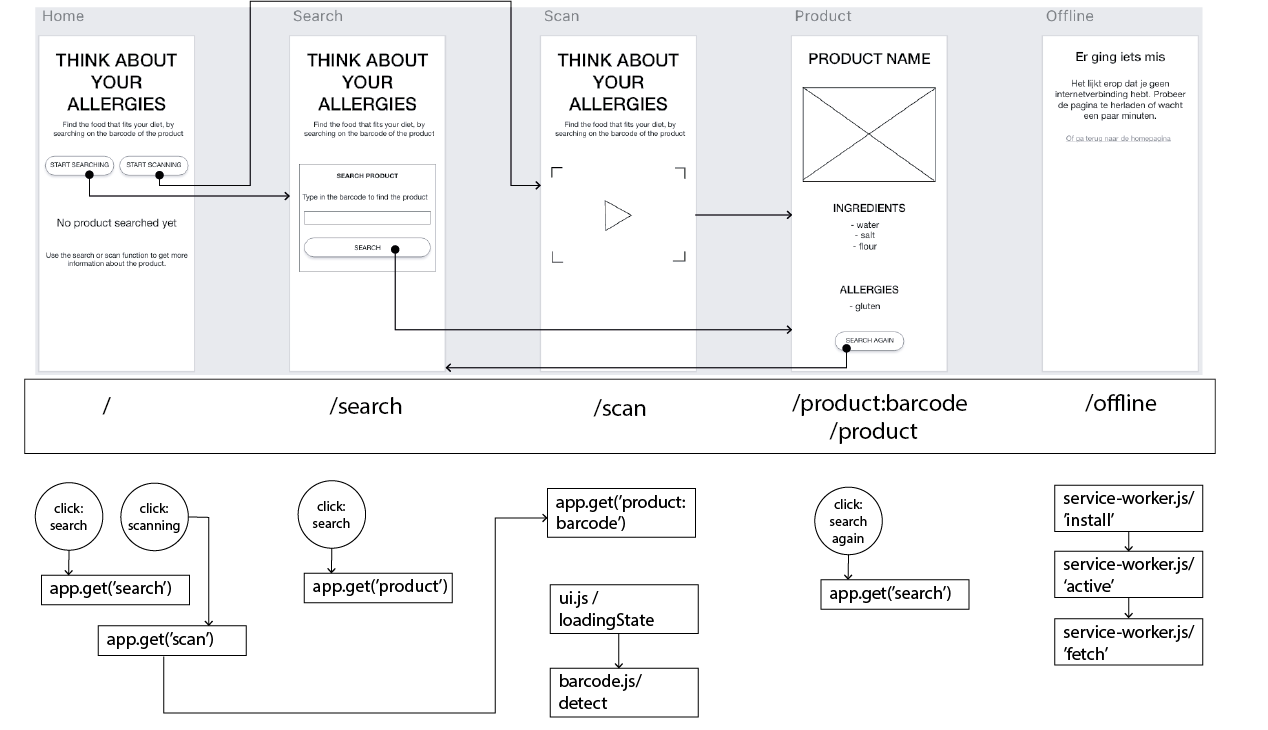 Home
THINK ABOUT
YOUR
ALLERGIES
Find the food that fits your diet, by
searching on the barcode of the product
START SEARCHING
START SCANNING
No product searched yet
Use the search or scan function to get more
information about the product.
Search
THINK ABOUT
YOUR
ALLERGIES
Find the food that fits your diet, by
searching on the barcode of the product
SEARCH PRODUCT
Type in the barcode to find the product
SEARCH
Scan
THINK ABOUT
YOUR
ALLERGIES
Find the food that fits your diet, by
searching on the barcode of the product
Product
PRODUCT NAME
INGREDIENTS
- water
- salt
- flour
ALLERGIES
- gluten
SEARCH AGAIN
Offline
Er ging iets mis
Het lijkt erop dat je geen
internetverbinding hebt. Probeer
de pagina te herladen of wacht
een paar minuten.
Of ga terug naar de homepagina
/
/search
/scan
/product:barcode
/product
/offline
click:
search
click:
scanning
app.get('search')
app.get('scan')
click:
search
app.get('product')
app.get('product:
barcode')
ui.js /
loadingState
barcode.js/
detect
click:
search
again
app.get('search')
service-worker.js/
'install'
service-worker.js/
'active'
service-worker.js/
'fetch'